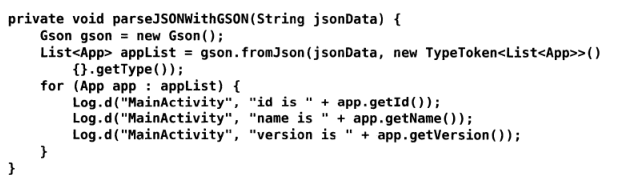 private void parseJSONWithGSON(String jsonData) {
    Gson gson = new Gson();
    List<App> appList = gson.fromJson(jsonData, new TypeToken<List<App>>()
        {}.getType());
    for (App app : appList) {
        Log.d("MainActivity", "id is " + app.getId());
        Log.d("MainActivity", "name is " + app.getName());
        Log.d("MainActivity", "version is " + app.getVersion());
    }
}